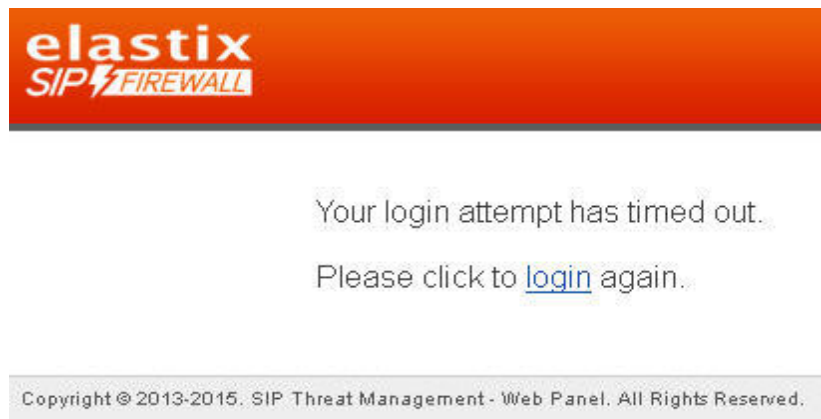 elastix
SIP FIREWALL
Your login attempt has timed out.
Please click to login again.
Copyright © 2013-2015. SIP Threat Management - Web Panel. All Rights Reserved.